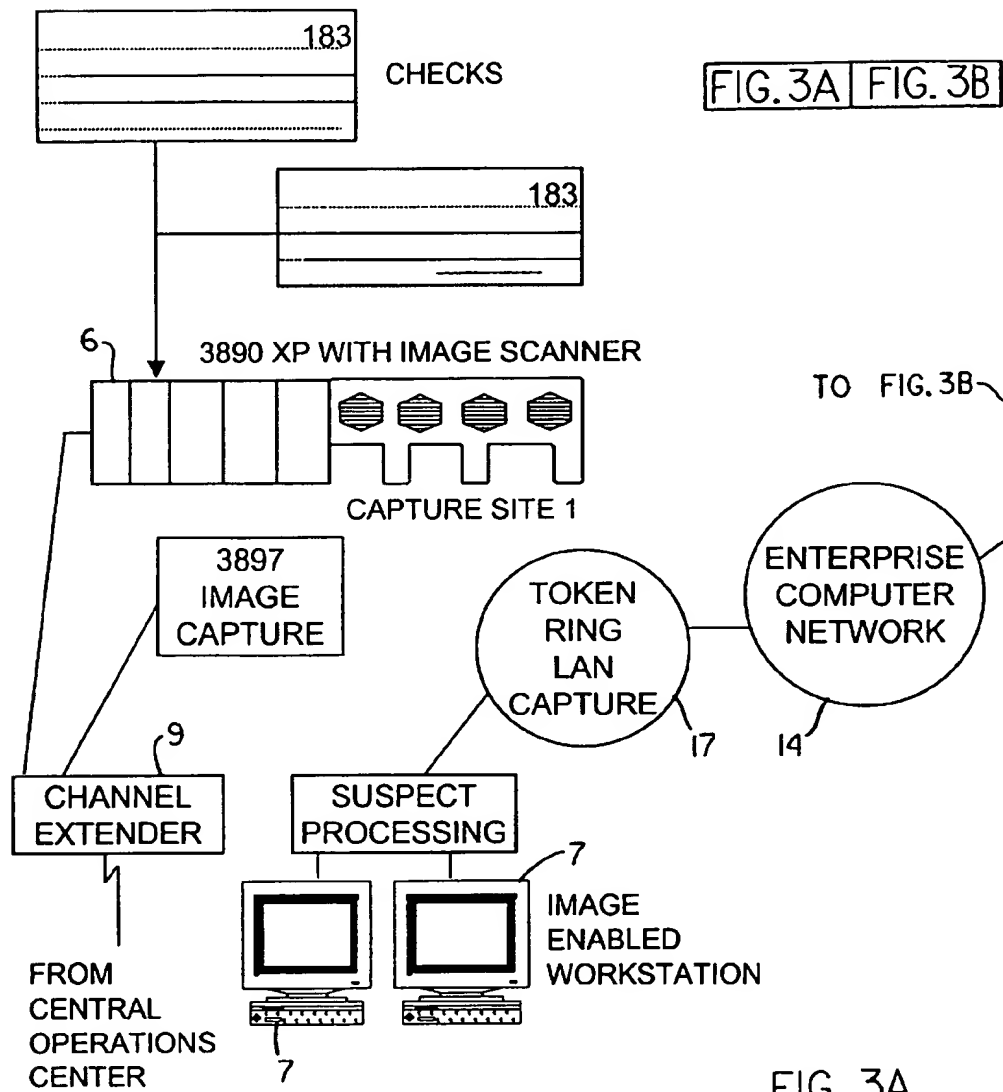 183
CHECKS
FIG. 3A FIG. 3B
183
6
3890 XP WITH IMAGE SCANNER
TO FIG. 3B
CAPTURE SITE 1
3897
IMAGE
CAPTURE
TOKEN
RING
LAN
CAPTURE
17
ENTERPRISE
COMPUTER
NETWORK
14
9
CHANNEL
EXTENDER
SUSPECT
PROCESSING
7
IMAGE
ENABLED
WORKSTATION
7
FROM
CENTRAL
OPERATIONS
CENTER
FIG. 3A